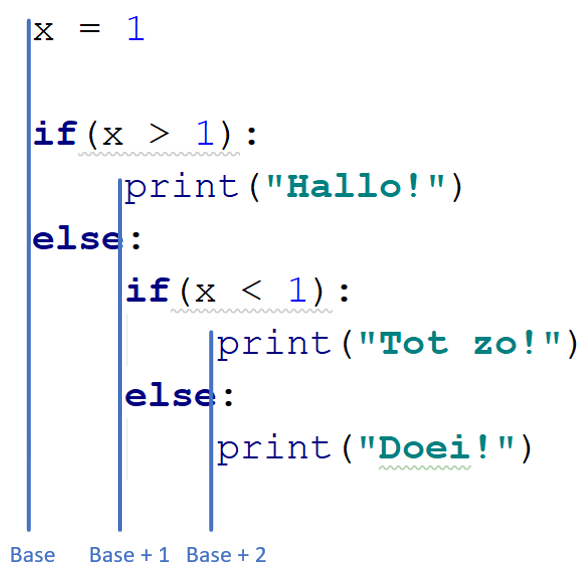 x = 1
if(x > 1):
    print("Hallo!")
else:
    if(x < 1):
        print("Tot zo!")
    else:
        print("Doei!")
Base Base + 1 Base + 2